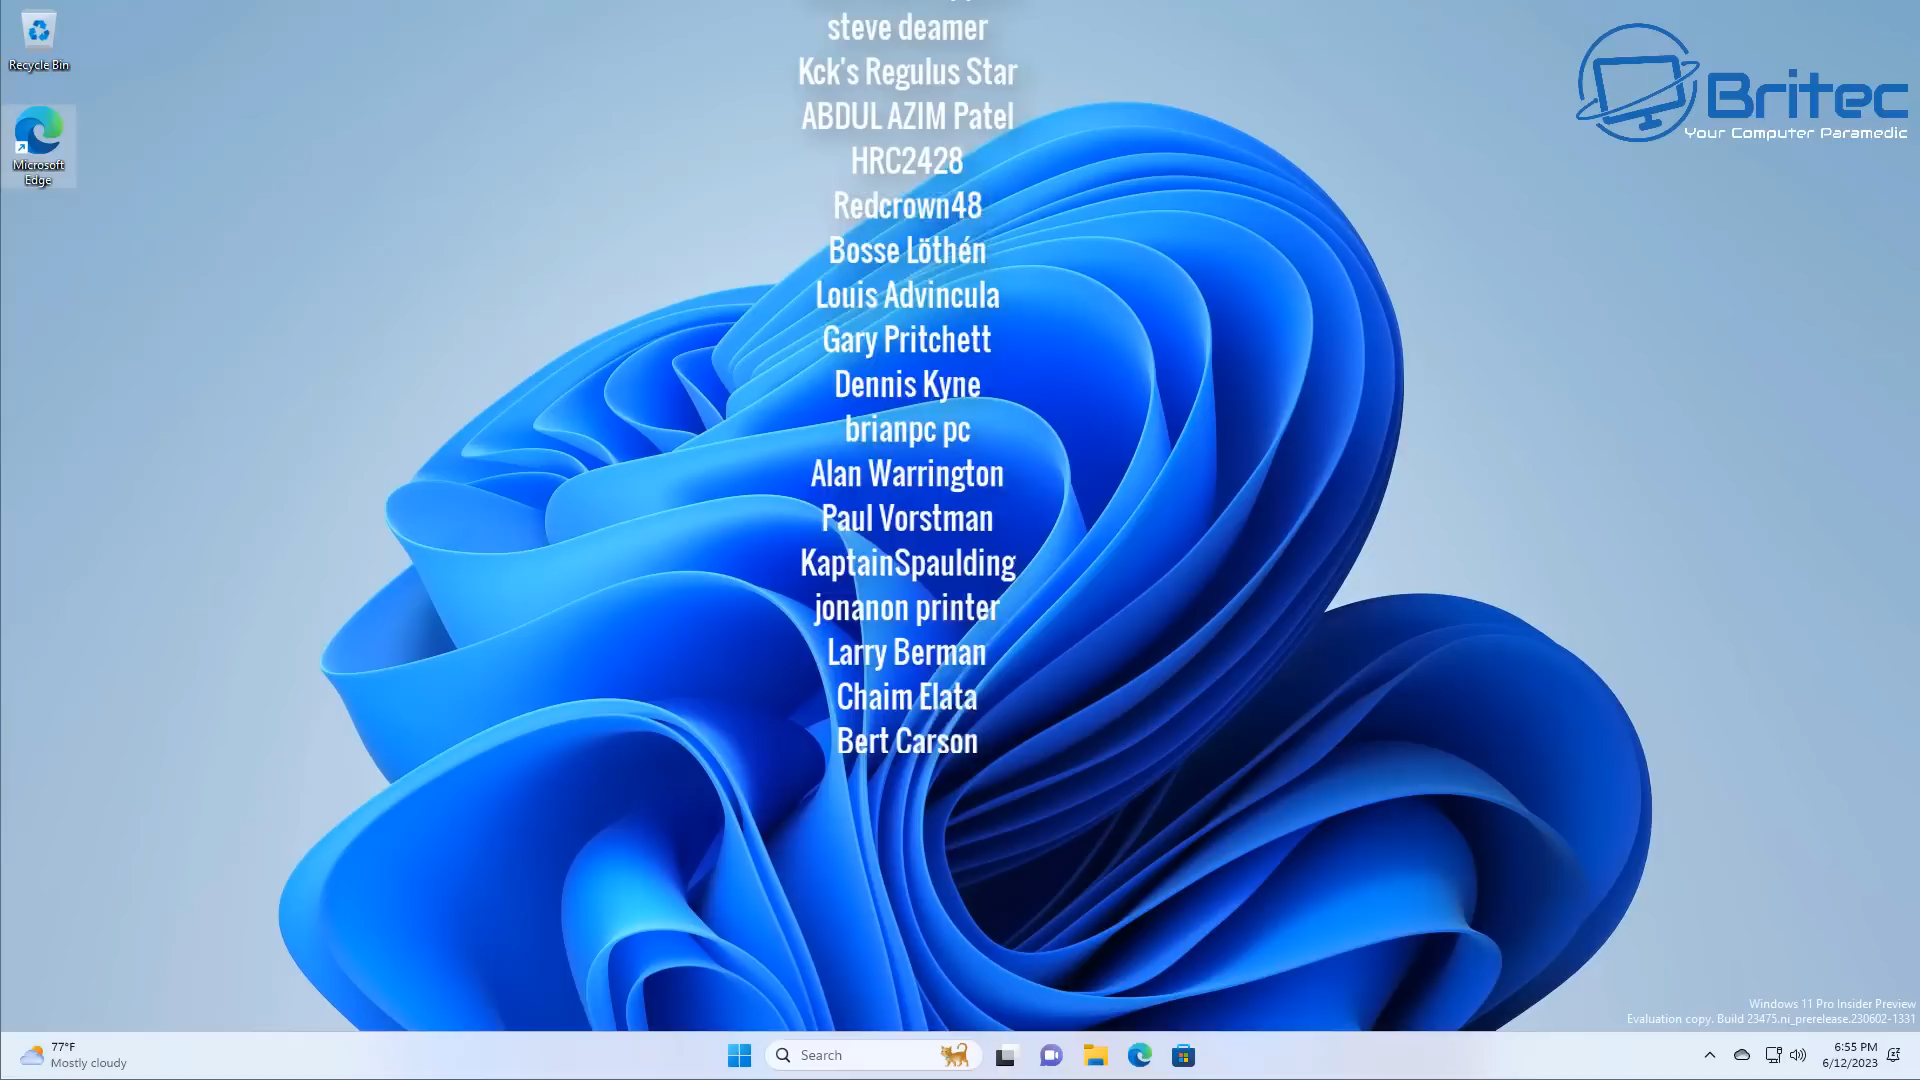 Recycle Bin
Microsoft
Edge
steve deamer
Kck's Regulus Star
ABDUL AZIM Patel
HRC2428
Redcrown48
Bosse Löthén
Louis Advincula
Gary Pritchett
Dennis Kyne
brianpc pc
Alan Warrington
Paul Vorstman
KaptainSpaulding
jonanon printer
Larry Berman
Chaim Elata
Bert Carson
Britec
Your Computer Paramedic
Windows 11 Pro Insider Preview
Evaluation copy. Build 23475.ni_prerelease.230602-1331
77°F
Mostly cloudy
Search
6:55 PM
6/12/2023